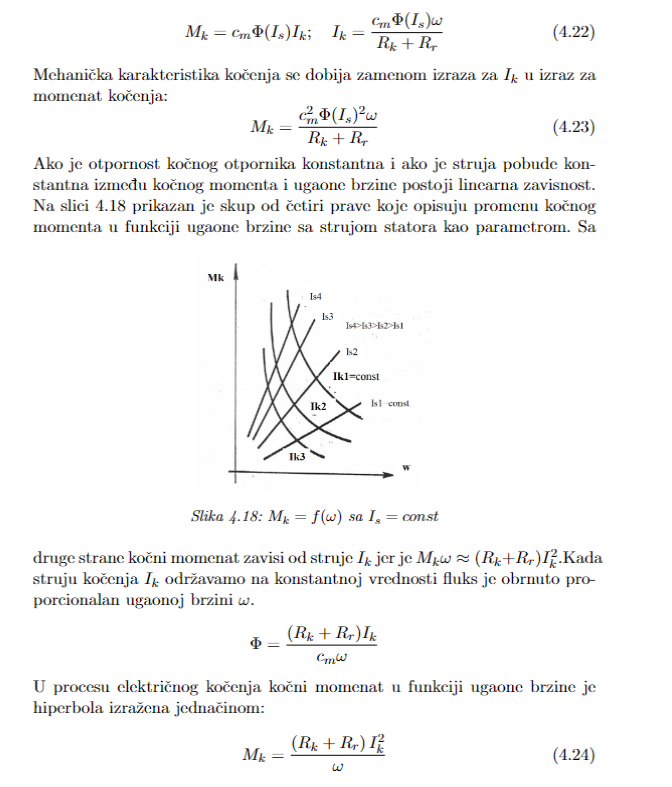 M_k = c_mΦ(I_s)I_k;   I_k = c_mΦ(I_s)ω / (R_k + R_r)   (4.22)
Mehanička karakteristika kočenja se dobija zamenom izraza za I_k u izraz za
momenat kočenja:
M_k = c_m^2Φ(I_s)^2ω / (R_k + R_r)   (4.23)
Ako je otpornost kočnog otpornika konstantna i ako je struja pobude kon-
stantna između kočnog momenta i ugaone brzine postoji linearna zavisnost.
Na slici 4.18 prikazan je skup od četiri prave koje opisuju promenu kočnog
momenta u funkciji ugaone brzine sa strujom statora kao parametrom. Sa
Mk
Is4
Is3
Is4>Is3>Is2>Is1
Is2
Ik1=const
Is1=const
Ik2
Ik3
w
Slika 4.18: M_k = f(ω) sa I_s = const
druge strane kočni momenat zavisi od struje I_k jer je M_kω ≈ (R_k+R_r)I_k^2.Kada
struju kočenja I_k održavamo na konstantnoj vrednosti fluks je obrnuto pro-
porcionalan ugaonoj brzini ω.
Φ = (R_k + R_r)I_k / c_mω
U procesu električnog kočenja kočni momenat u funkciji ugaone brzine je
hiperbola izražena jednačinom:
M_k = (R_k + R_r) I_k^2 / ω   (4.24)